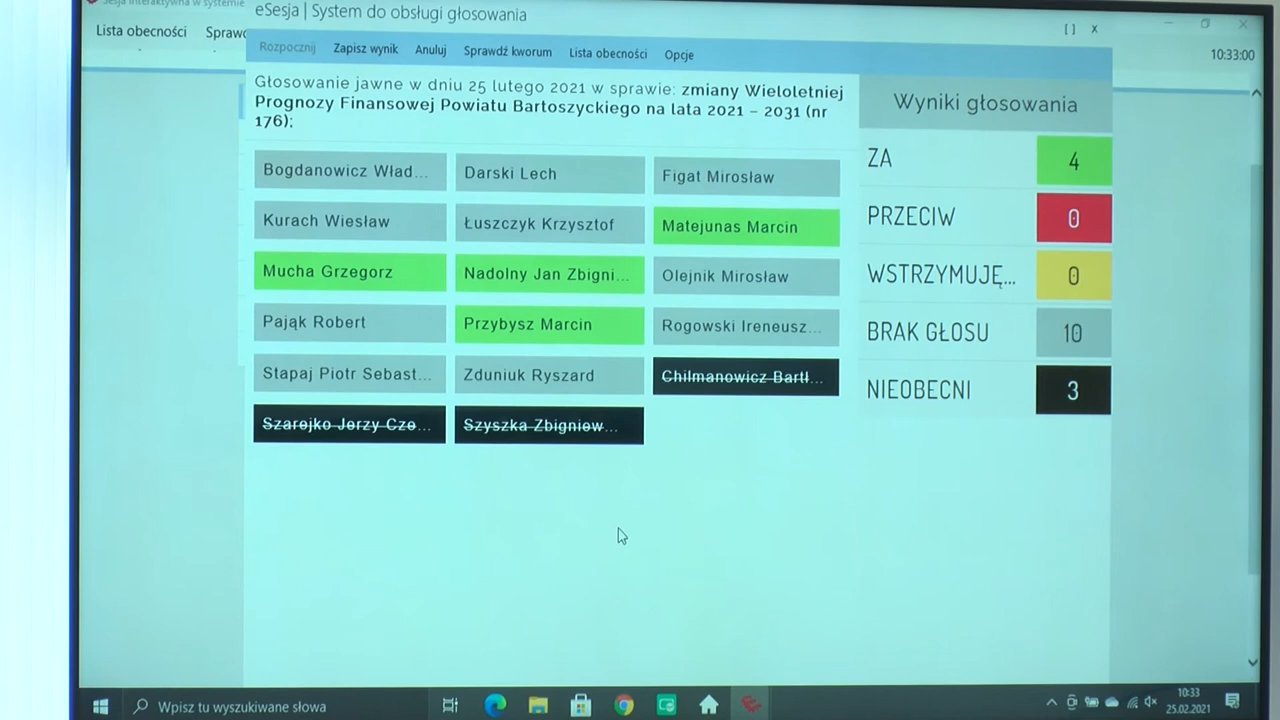 Sesja interaktywna w systemie
eSesja | System do obsługi głosowania
[ ] x
Lista obecności
10:33:00
Rozpocznij Zapisz wynik Anuluj Sprawdź kworum Lista obecności Opcje
Głosowanie jawne w dniu 25 lutego 2021 w sprawie: zmiany Wieloletniej
Prognozy Finansowej Powiatu Bartoszyckiego na lata 2021 – 2031 (nr
176);
Wyniki głosowania
Bogdanowicz Wład... Darski Lech Figat Mirosław
Kurach Wiesław Łuszczyk Krzysztof Matejunas Marcin
Mucha Grzegorz Nadolny Jan Zbigni... Olejnik Mirosław
Pająk Robert Przybysz Marcin Rogowski Ireneusz...
Stapaj Piotr Sebast... Zduniuk Ryszard Chilmanowicz Bartł...
Szarejko Jerzy Cze... Szyszka Zbigniew...
ZA 4
PRZECIW 0
WSTRZYMUJĘ... 0
BRAK GŁOSU 10
NIEOBECNI 3
Wpisz tu wyszukiwane słowa
10:33
25.02.2021